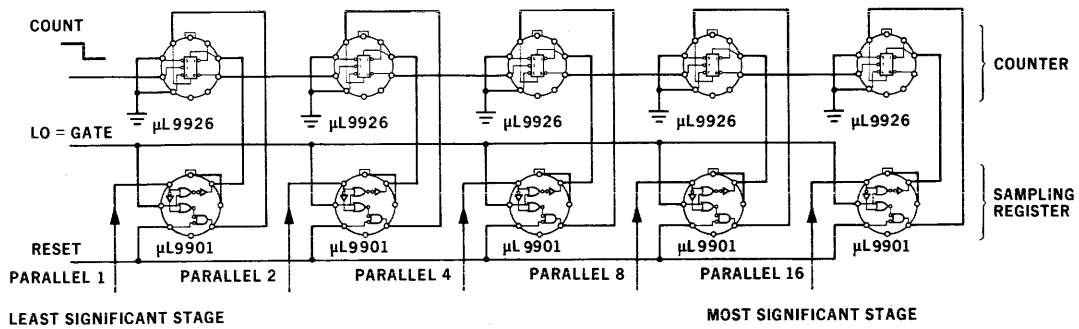 COUNT
COUNTER
μL9926 μL9926 μL9926 μL9926 μL9926
LO = GATE
SAMPLING
REGISTER
RESET
μL9901 μL9901 μL9901 μL9901 μL9901
PARALLEL 1 PARALLEL 2 PARALLEL 4 PARALLEL 8 PARALLEL 16
LEAST SIGNIFICANT STAGE MOST SIGNIFICANT STAGE